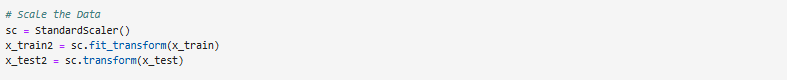 # Scale the Data
sc = StandardScaler()
x_train2 = sc.fit_transform(x_train)
x_test2 = sc.transform(x_test)